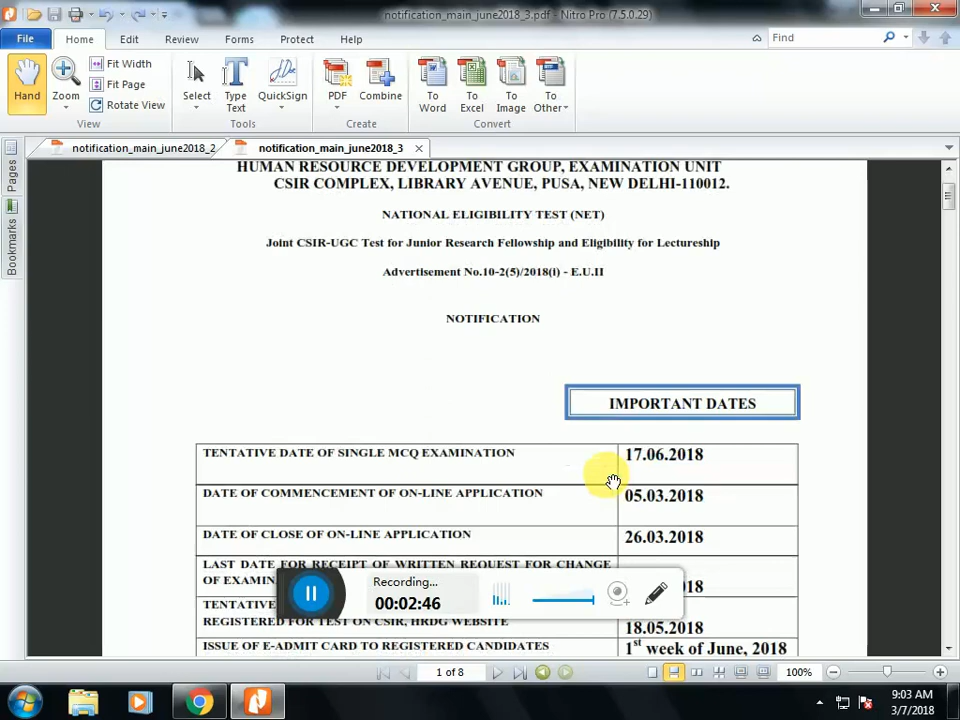 notification_main_june2018_3.pdf - Nitro Pro (7.5.0.29)
File Home Edit Review Forms Protect Help Find
Hand
Zoom
Fit Width
Fit Page
Rotate View
Select
Type Text
QuickSign
PDF
Combine
To Word
To Excel
To Image
To Other
View Tools Create Convert
notification_main_june2018_2 notification_main_june2018_3
Pages
Bookmarks
HUMAN RESOURCE DEVELOPMENT GROUP, EXAMINATION UNIT
CSIR COMPLEX, LIBRARY AVENUE, PUSA, NEW DELHI-110012.
NATIONAL ELIGIBILITY TEST (NET)
Joint CSIR-UGC Test for Junior Research Fellowship and Eligibility for Lectureship
Advertisement No.10-2(5)/2018(i) - E.U.II
NOTIFICATION
IMPORTANT DATES
TENTATIVE DATE OF SINGLE MCQ EXAMINATION 17.06.2018
DATE OF COMMENCEMENT OF ON-LINE APPLICATION 05.03.2018
DATE OF CLOSE OF ON-LINE APPLICATION 26.03.2018
LAST DATE FOR RECEIPT OF WRITTEN REQUEST FOR CHANGE
OF 18
TENTATIVE
REGISTERED FOR TEST ON CSIR, HRDG WEBSITE 18.05.2018
ISSUE OF E-ADMIT CARD TO REGISTERED CANDIDATES 1st week of June, 2018
Recording...
00:02:46
1 of 8
100%
9:03 AM
3/7/2018